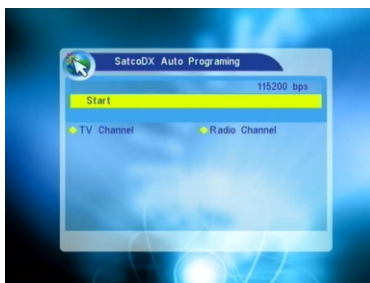 SatcoDX Auto Programing
115200 bps
Start
TV Channel Radio Channel